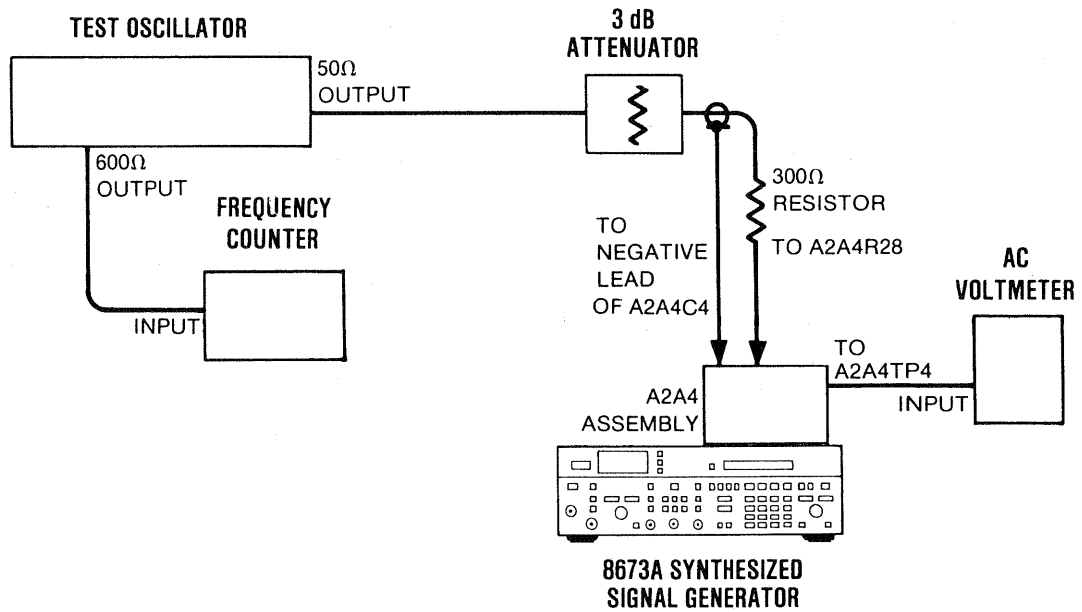 TEST OSCILLATOR
50Ω
OUTPUT
3 dB
ATTENUATOR
600Ω
OUTPUT
FREQUENCY
COUNTER
INPUT
TO
NEGATIVE
LEAD
OF A2A4C4
300Ω
RESISTOR
TO A2A4R28
AC
VOLTMETER
TO
A2A4TP4
INPUT
A2A4
ASSEMBLY
8673A SYNTHESIZED
SIGNAL GENERATOR